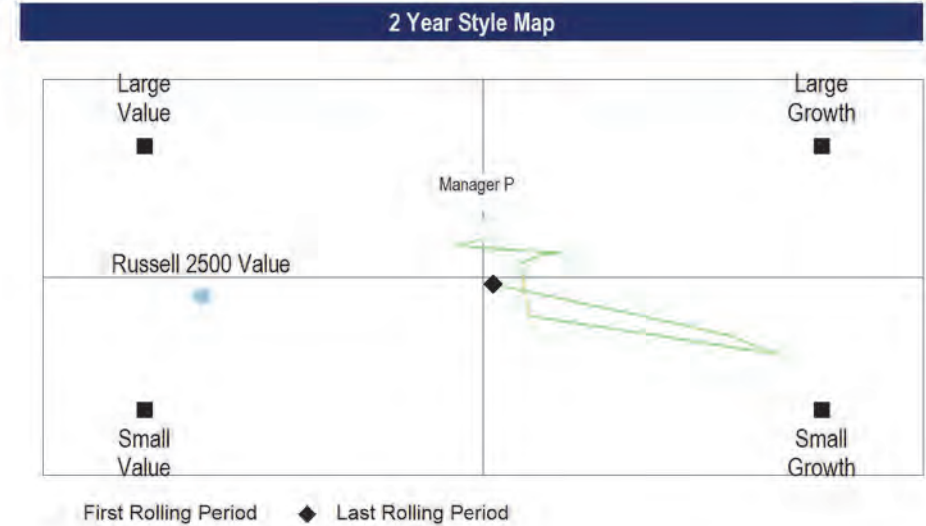 2 Year Style Map
Large
Value
Large
Growth
Manager P
Russell 2500 Value
Small
Value
Small
Growth
First Rolling Period
Last Rolling Period